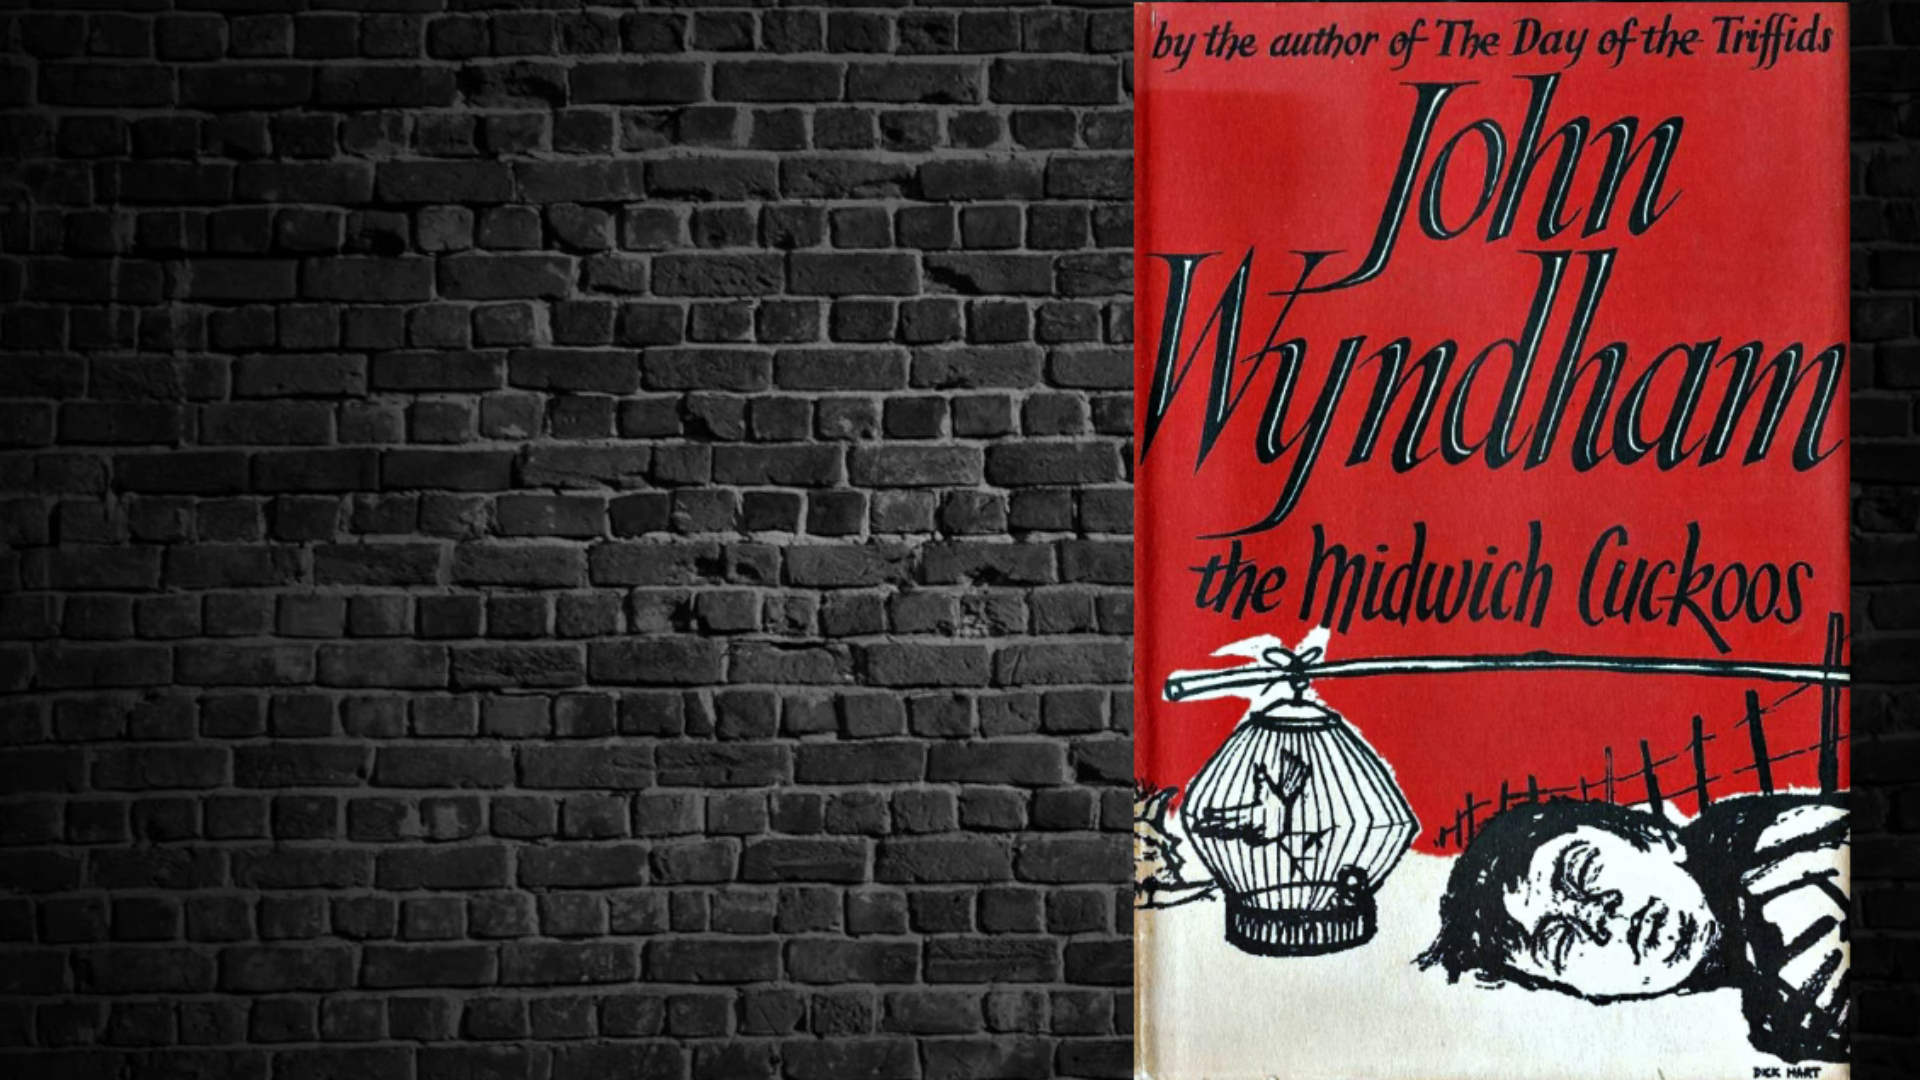 by the author of The Day of the Triffids
John
Wyndham
the Midwich Cuckoos
DICK HART